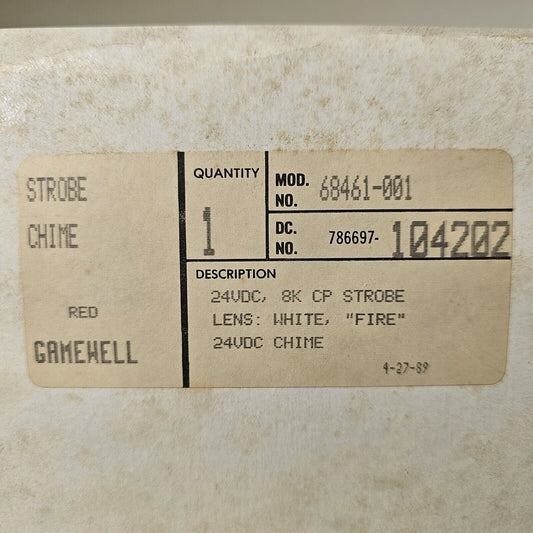 STROBE
CHIME
RED
GAMEWELL
QUANTITY
1
MOD.
NO. 68461-001
DC.
NO. 786697- 104202
DESCRIPTION
24VDC, 8K CP STROBE
LENS: WHITE, "FIRE"
24VDC CHIME
4-27-89